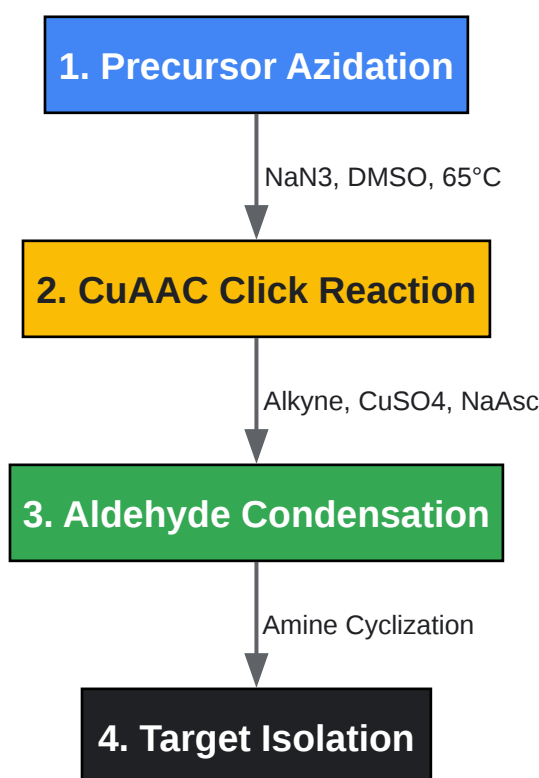 1. Precursor Azidation
NaN3, DMSO, 65°C
2. CuAAC Click Reaction
Alkyne, CuSO4, NaAsc
3. Aldehyde Condensation
Amine Cyclization
4. Target Isolation